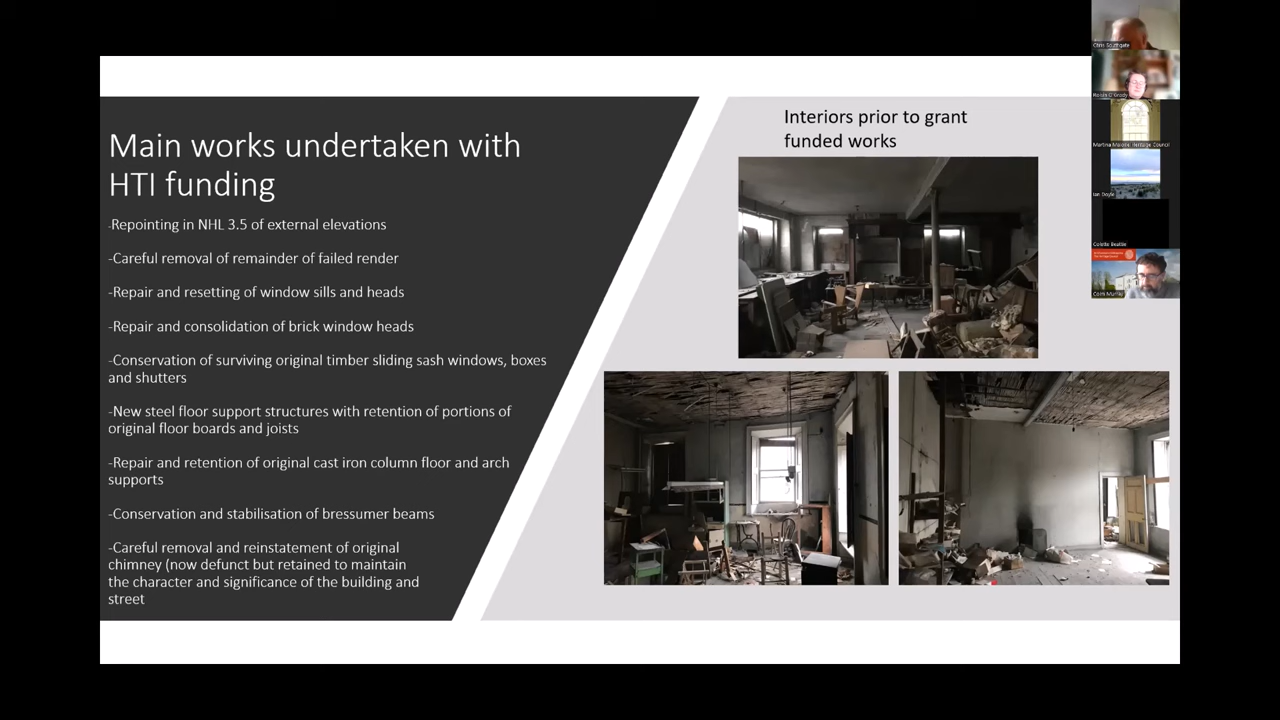 Main works undertaken with
HTI funding
-Repointing in NHL 3.5 of external elevations
-Careful removal of remainder of failed render
-Repair and resetting of window sills and heads
-Repair and consolidation of brick window heads
-Conservation of surviving original timber sliding sash windows, boxes
and shutters
-New steel floor support structures with retention of portions of
original floor boards and joists
-Repair and retention of original cast iron column floor and arch
supports
-Conservation and stabilisation of bressumer beams
-Careful removal and reinstatement of original
chimney (now defunct but retained to maintain
the character and significance of the building and
street
Interiors prior to grant
funded works
Chris Southgate
Roisin O'Grady
Martina Malone Heritage Council
Ian Doyle
Colette Beattie
Colm Murray